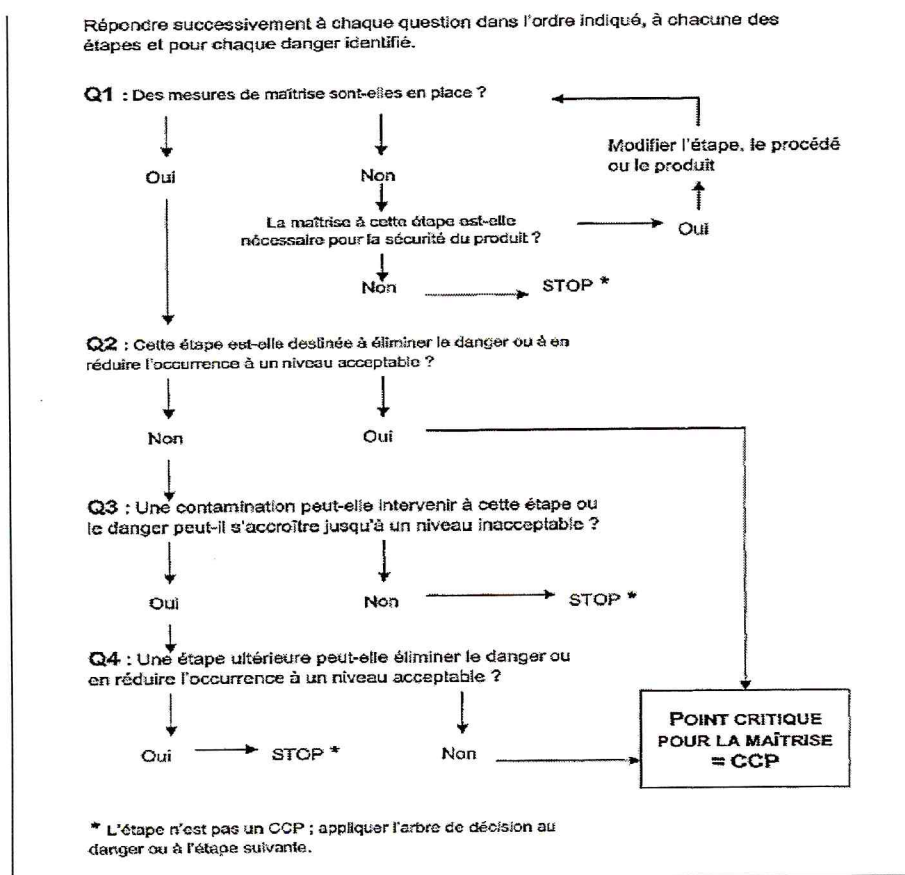 Répondre successivement à chaque question dans l'ordre indiqué, à chacune des
étapes et pour chaque danger identifié.
Q1 : Des mesures de maîtrise sont-elles en place ?
Modifier l'étape, le procédé
ou le produit
Oui
Non
La maîtrise à cette étape est-elle
nécessaire pour la sécurité du produit ?
Oui
Non
STOP *
Q2 : Cette étape est-elle destinée à éliminer le danger ou à en
réduire l'occurrence à un niveau acceptable ?
Non
Oui
Q3 : Une contamination peut-elle intervenir à cette étape ou
le danger peut-il s'accroître jusqu'à un niveau inacceptable ?
Oui
Non
STOP *
Q4 : Une étape ultérieure peut-elle éliminer le danger ou
en réduire l'occurrence à un niveau acceptable ?
Oui
STOP *
Non
POINT CRITIQUE
POUR LA MAÎTRISE
= CCP
* L'étape n'est pas un CCP ; appliquer l'arbre de décision au
danger ou à l'étape suivante.